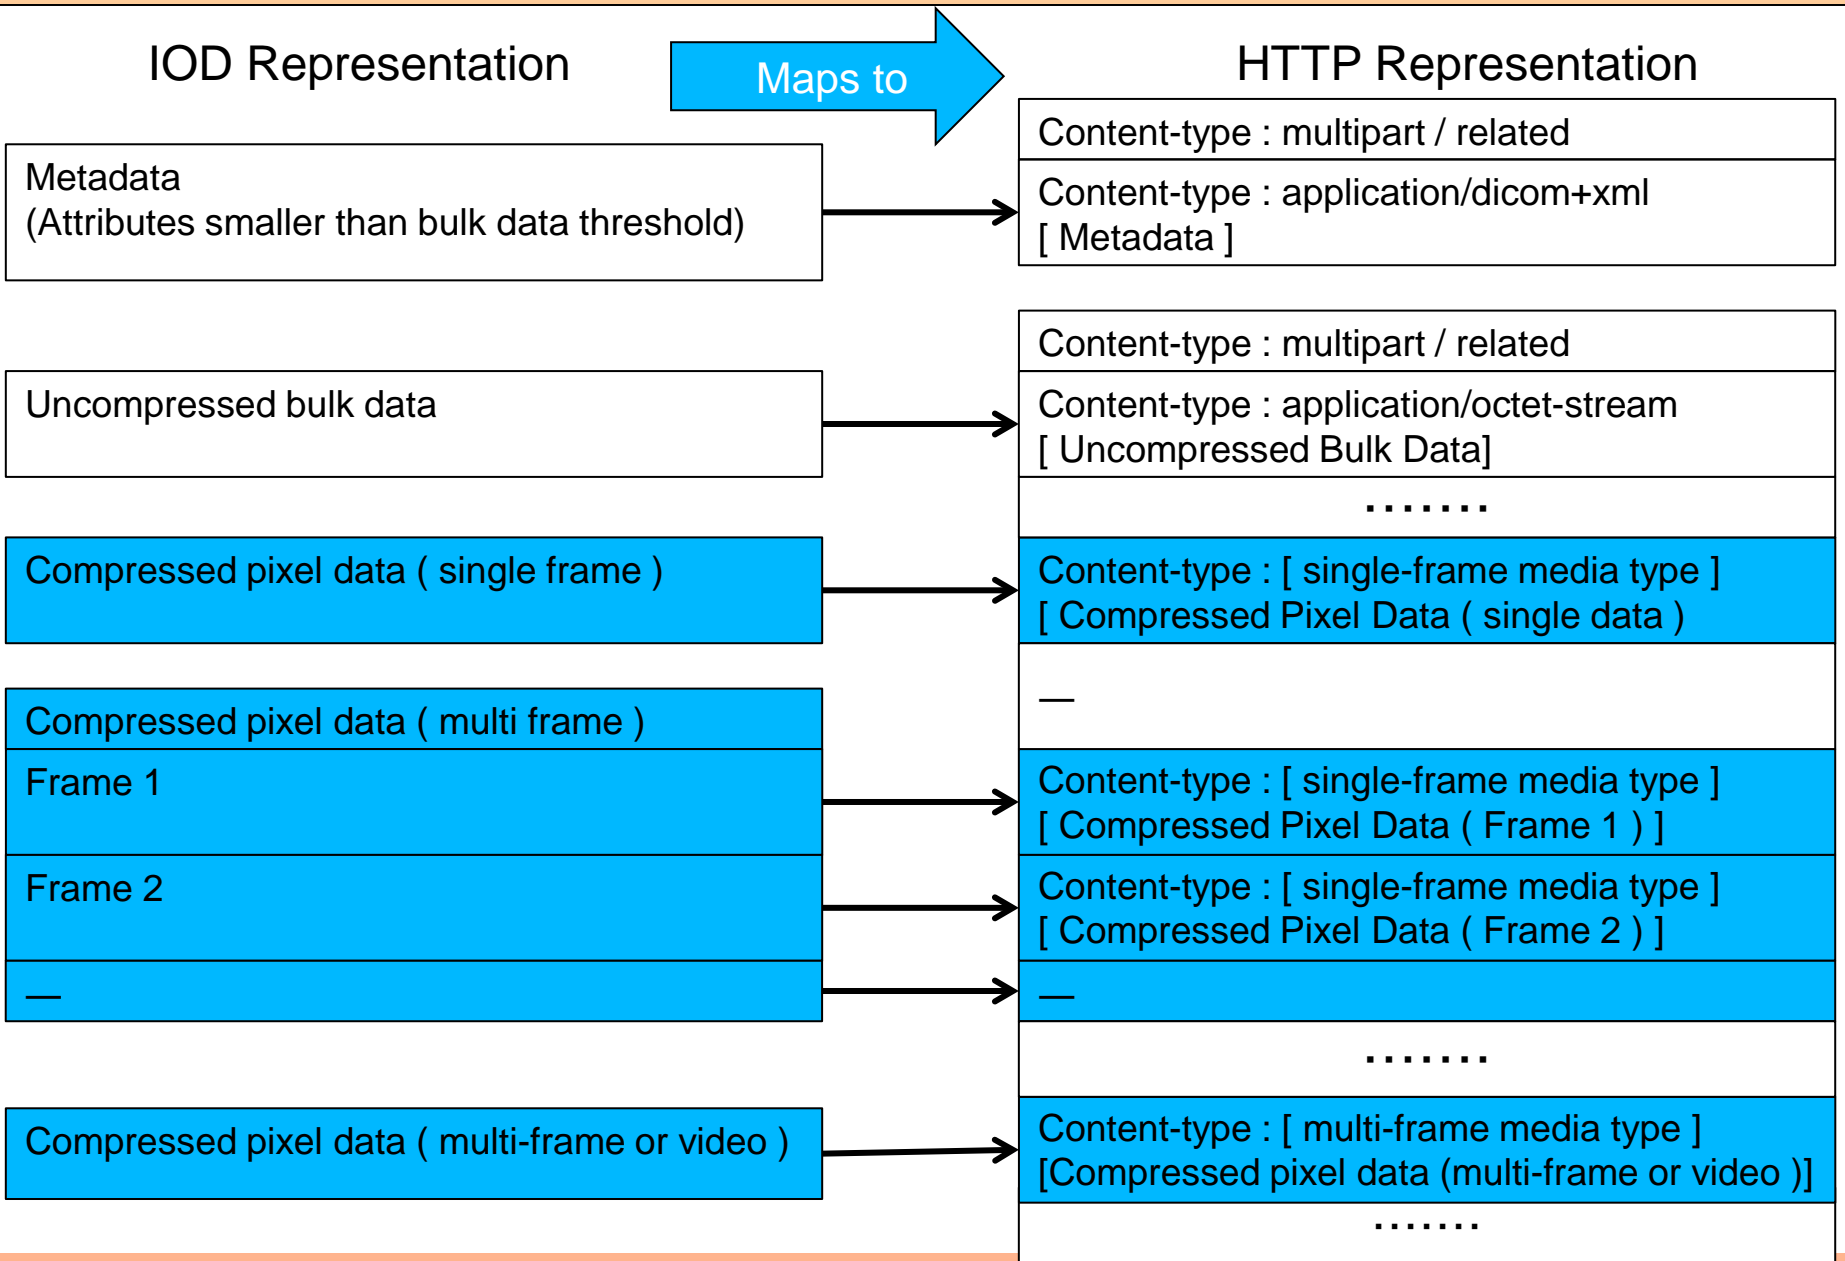 IOD Representation
Maps to
HTTP Representation
Content-type : multipart / related
Metadata
(Attributes smaller than bulk data threshold)
Content-type : application/dicom+xml
[ Metadata ]
Content-type : multipart / related
Uncompressed bulk data
Content-type : application/octet-stream
[ Uncompressed Bulk Data]
.......
Compressed pixel data ( single frame )
Content-type : [ single-frame media type ]
[ Compressed Pixel Data ( single data )
—
Compressed pixel data ( multi frame )
Frame 1
Content-type : [ single-frame media type ]
[ Compressed Pixel Data ( Frame 1 ) ]
Frame 2
Content-type : [ single-frame media type ]
[ Compressed Pixel Data ( Frame 2 ) ]
—
—
.......
Compressed pixel data ( multi-frame or video )
Content-type : [ multi-frame media type ]
[Compressed pixel data (multi-frame or video )]
.......